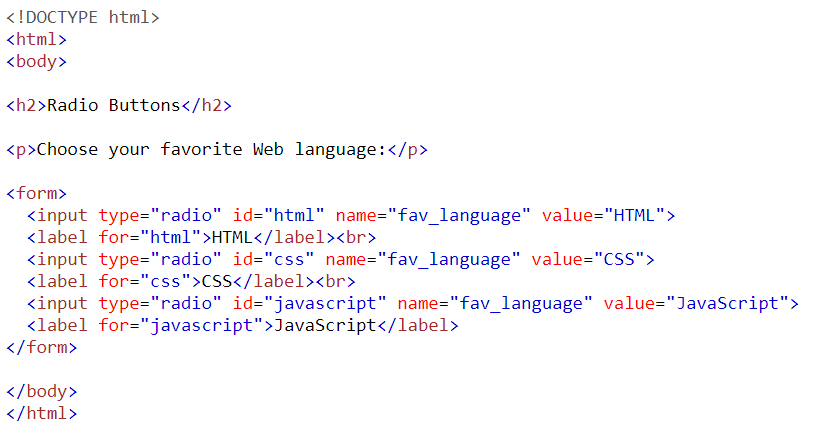 <!DOCTYPE html>
<html>
<body>

<h2>Radio Buttons</h2>

<p>Choose your favorite Web language:</p>

<form>
  <input type="radio" id="html" name="fav_language" value="HTML">
  <label for="html">HTML</label><br>
  <input type="radio" id="css" name="fav_language" value="CSS">
  <label for="css">CSS</label><br>
  <input type="radio" id="javascript" name="fav_language" value="JavaScript">
  <label for="javascript">JavaScript</label>
</form>

</body>
</html>